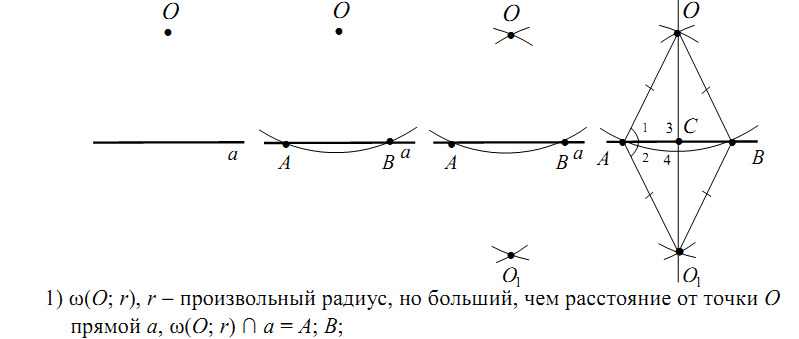 O O O O
a A B a A B a A 1 2 3 4 C B
O₁ O₁
1) ω(O; r), r – произвольный радиус, но больший, чем расстояние от точки O
прямой a, ω(O; r) ∩ a = A; B;